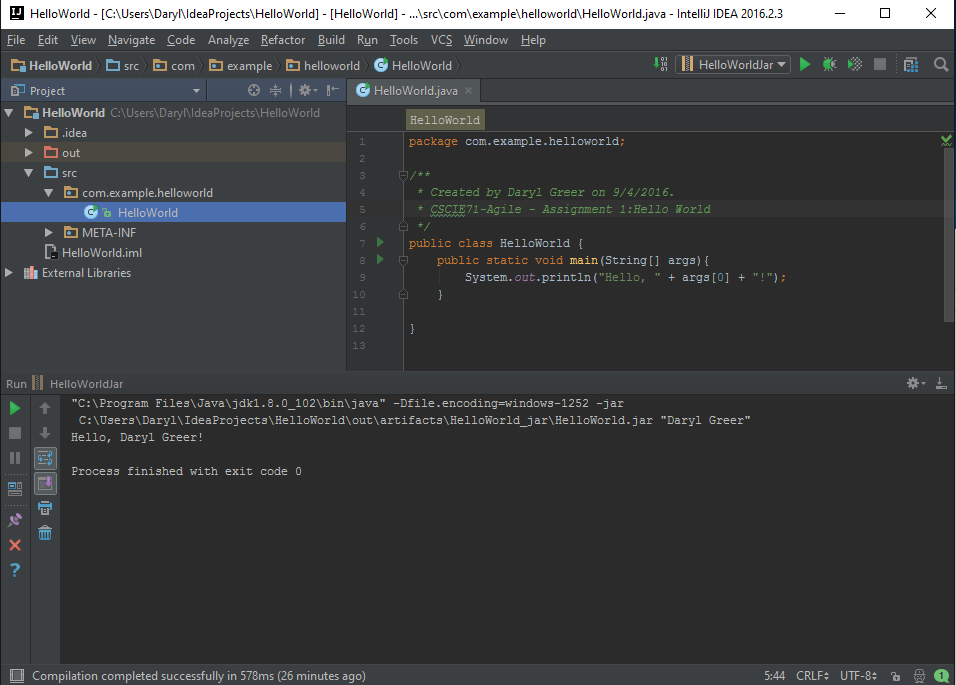 HelloWorld - [C:\Users\Daryl\IdeaProjects\HelloWorld] - [HelloWorld] - ...\src\com\example\helloworld\HelloWorld.java - IntelliJ IDEA 2016.2.3
File Edit View Navigate Code Analyze Refactor Build Run Tools VCS Window Help
HelloWorld src com example helloworld HelloWorld HelloWorldJar
Project
HelloWorld.java
HelloWorld C:\Users\Daryl\IdeaProjects\HelloWorld
.idea
out
src
com.example.helloworld
HelloWorld
META-INF
HelloWorld.iml
External Libraries
HelloWorld
1 package com.example.helloworld;
2
3 /**
4 * Created by Daryl Greer on 9/4/2016.
5 * CSCIE71-Agile - Assignment 1:Hello World
6 */
7 public class HelloWorld {
8 public static void main(String[] args){
9 System.out.println("Hello, " + args[0] + "!");
10 }
11
12 }
13
Run HelloWorldJar
"C:\Program Files\Java\jdk1.8.0_102\bin\java" -Dfile.encoding=windows-1252 -jar
C:\Users\Daryl\IdeaProjects\HelloWorld\out\artifacts\HelloWorld_jar\HelloWorld.jar "Daryl Greer"
Hello, Daryl Greer!
Process finished with exit code 0
Compilation completed successfully in 578ms (26 minutes ago) 5:44 CRLF UTF-8 1